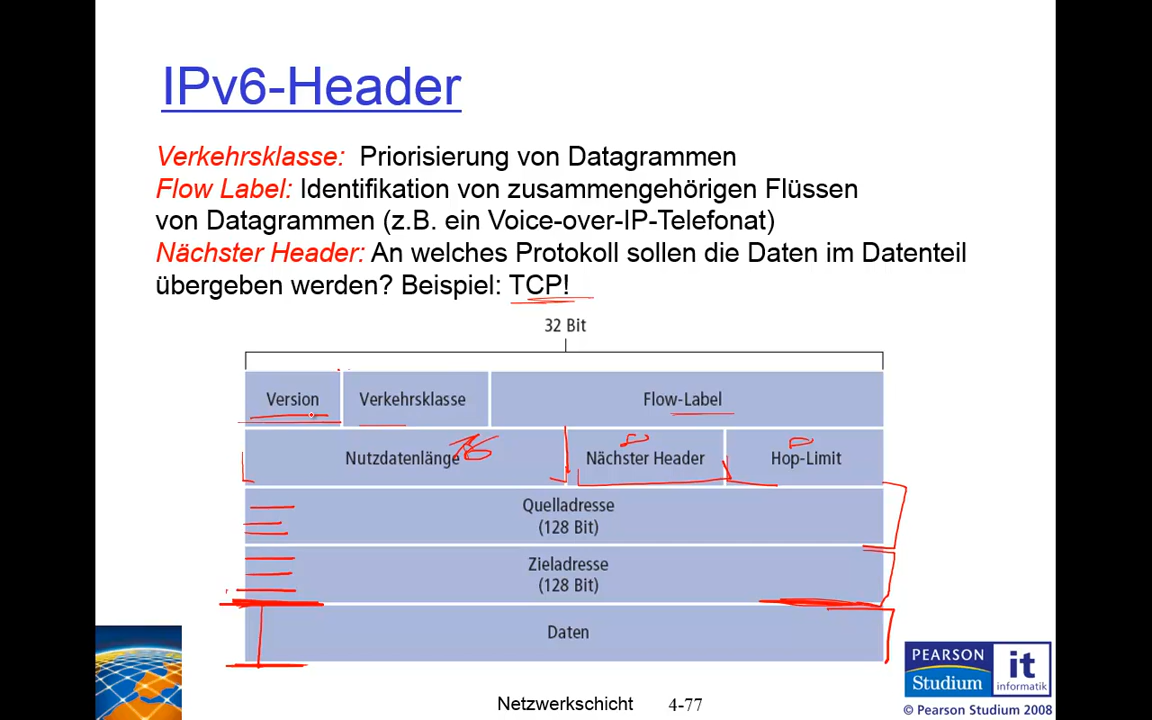 IPv6-Header
Verkehrsklasse: Priorisierung von Datagrammen
Flow Label: Identifikation von zusammengehörigen Flüssen
von Datagrammen (z.B. ein Voice-over-IP-Telefonat)
Nächster Header: An welches Protokoll sollen die Daten im Datenteil
übergeben werden? Beispiel: TCP!
32 Bit
Version Verkehrsklasse Flow-Label
Nutzdatenlänge 16 Nächster Header 8 Hop-Limit 8
Quelladresse
(128 Bit)
Zieladresse
(128 Bit)
Daten
PEARSON
Studium
it
informatik
Netzwerkschicht 4-77
© Pearson Studium 2008